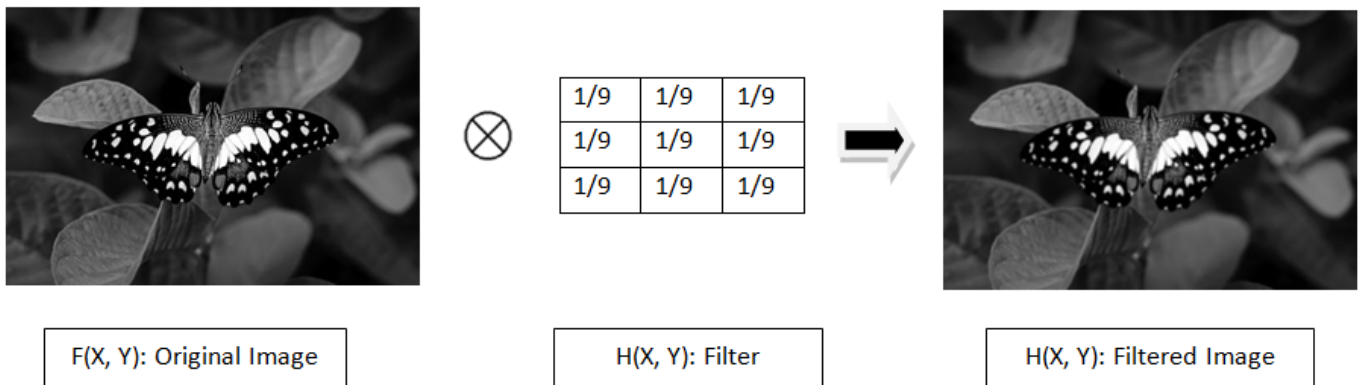 1/9 1/9 1/9
1/9 1/9 1/9
1/9 1/9 1/9
F(X, Y): Original Image
H(X, Y): Filter
H(X, Y): Filtered Image